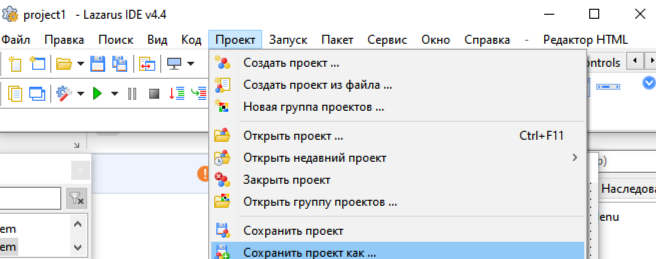 project1 - Lazarus IDE v4.4
Файл Правка Поиск Вид Код Проект Запуск Пакет Сервис Окно Справка - Редактор HTML
Создать проект ...
ontrols
Создать проект из файла ...
Новая группа проектов ...
Открыть проект ... Ctrl+F11
Открыть недавний проект
Закрыть проект
Наследова
Открыть группу проектов ...
enu
em
Сохранить проект
em
Сохранить проект как ...